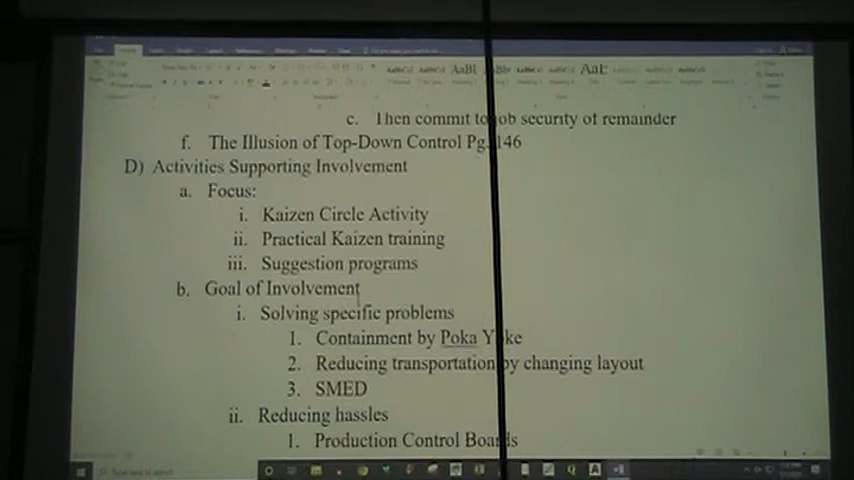 c. Then commit to job security of remainder
f. The Illusion of Top-Down Control Pg. 146
D) Activities Supporting Involvement
a. Focus:
i. Kaizen Circle Activity
ii. Practical Kaizen training
iii. Suggestion programs
b. Goal of Involvement
i. Solving specific problems
1. Containment by Poka Yoke
2. Reducing transportation by changing layout
3. SMED
ii. Reducing hassles
1. Production Control Boards